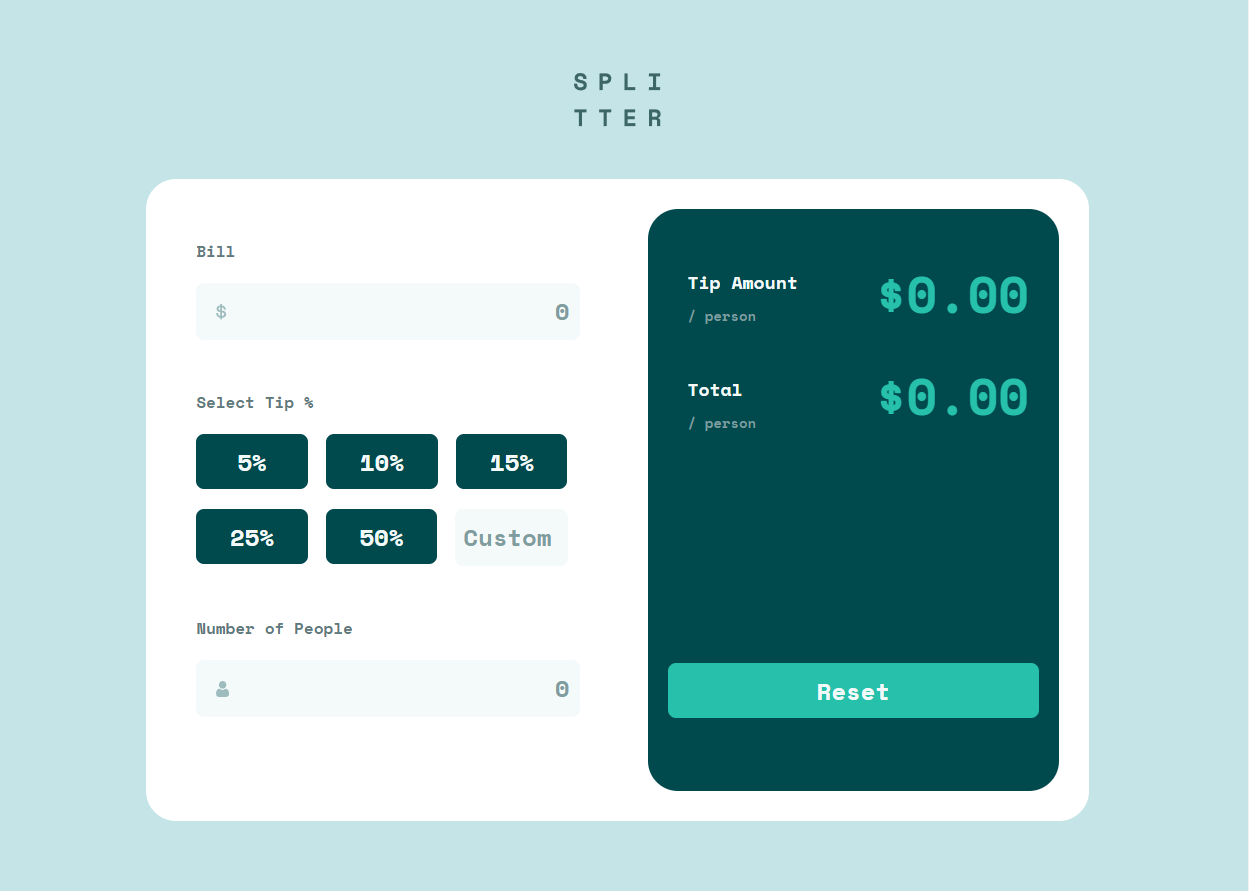 SPLI
TTER
Bill
$ 0
Select Tip %
5% 10% 15%
25% 50% Custom
Number of People
0
Tip Amount $0.00
/ person
Total $0.00
/ person
Reset